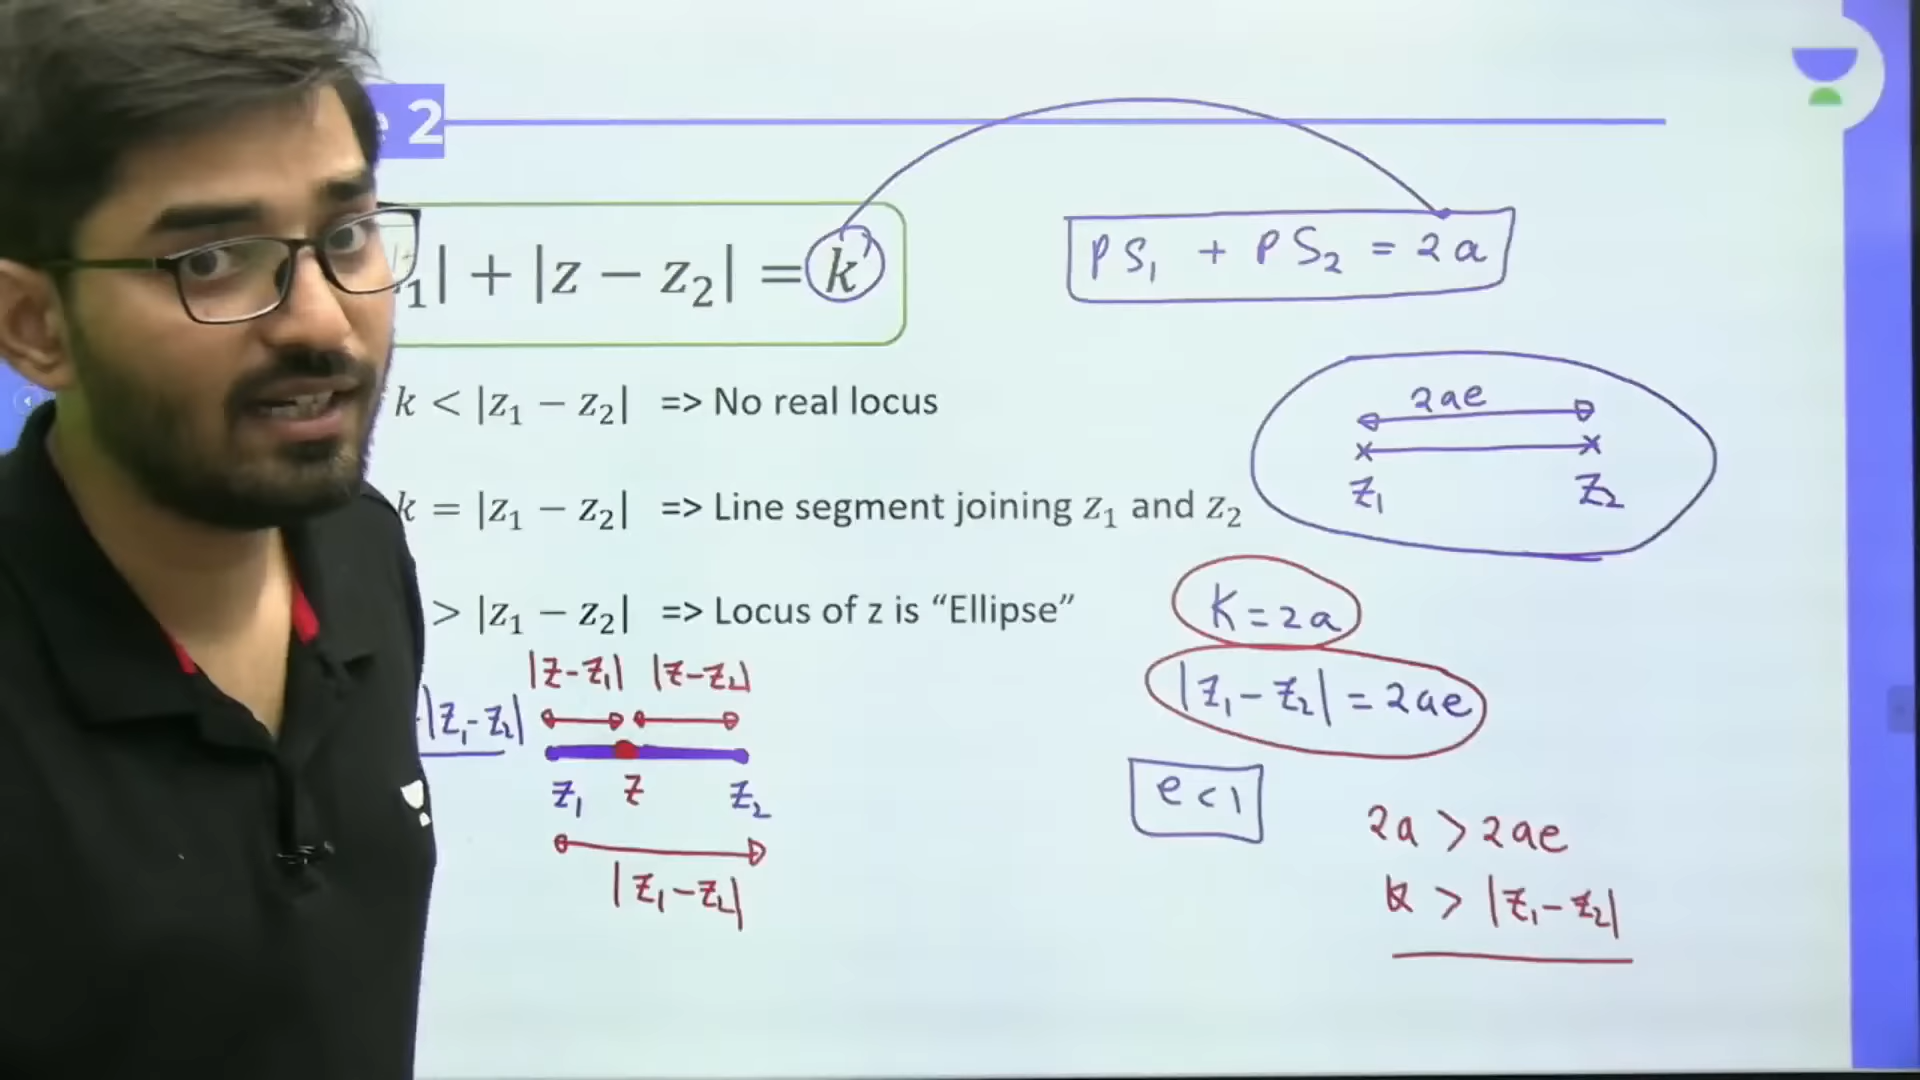 e 2
₁| + |z − z₂| = k
PS₁ + PS₂ = 2a
k < |z₁ − z₂| => No real locus
2ae
z₁ z₂
k = |z₁ − z₂| => Line segment joining z₁ and z₂
> |z₁ − z₂| => Locus of z is “Ellipse”
K = 2a
|z-z₁| |z-z₂|
|z₁-z₂|
|z₁-z₂| = 2ae
z₁ z z₂
|z₁-z₂|
e<1
2a > 2ae
k > |z₁-z₂|